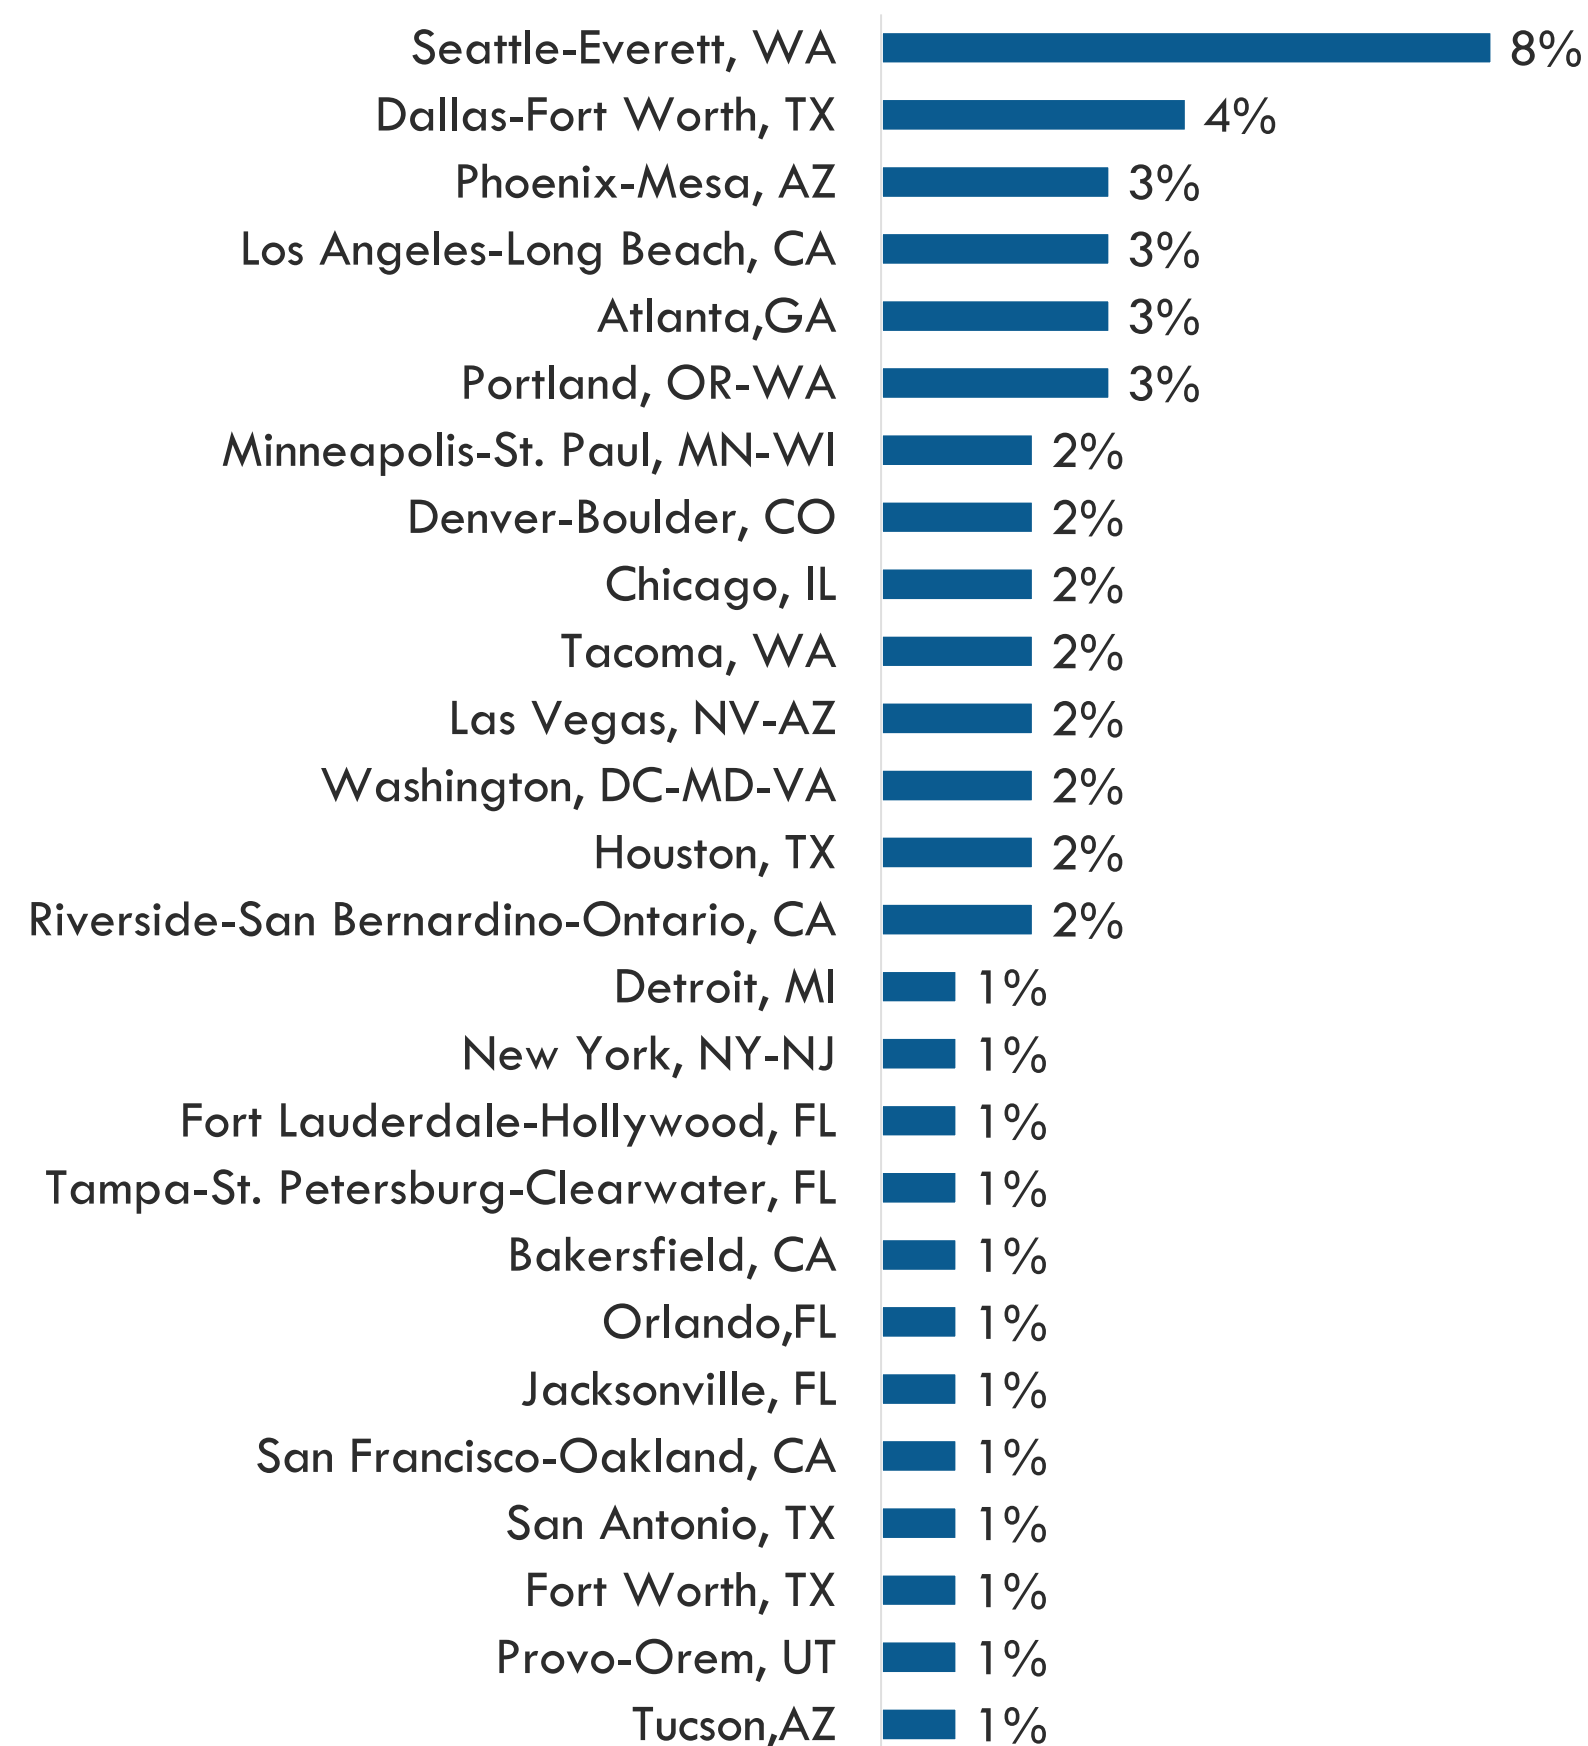 Seattle-Everett, WA 8%
Dallas-Fort Worth, TX 4%
Phoenix-Mesa, AZ 3%
Los Angeles-Long Beach, CA 3%
Atlanta,GA 3%
Portland, OR-WA 3%
Minneapolis-St. Paul, MN-WI 2%
Denver-Boulder, CO 2%
Chicago, IL 2%
Tacoma, WA 2%
Las Vegas, NV-AZ 2%
Washington, DC-MD-VA 2%
Houston, TX 2%
Riverside-San Bernardino-Ontario, CA 2%
Detroit, MI 1%
New York, NY-NJ 1%
Fort Lauderdale-Hollywood, FL 1%
Tampa-St. Petersburg-Clearwater, FL 1%
Bakersfield, CA 1%
Orlando,FL 1%
Jacksonville, FL 1%
San Francisco-Oakland, CA 1%
San Antonio, TX 1%
Fort Worth, TX 1%
Provo-Orem, UT 1%
Tucson,AZ 1%